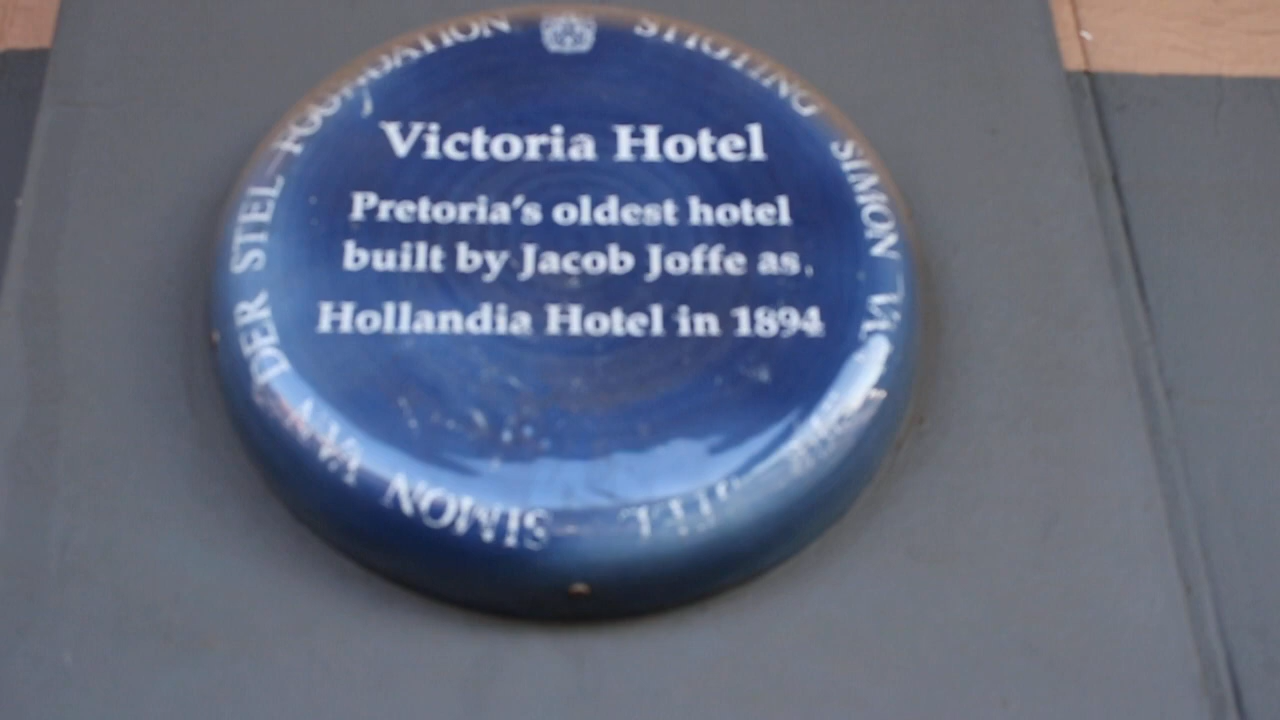 Victoria Hotel
Pretoria's oldest hotel
built by Jacob Joffe as
Hollandia Hotel in 1894
STIGTING SIMON VAN DER STEL
SIMON VAN DER STEL FOUNDATION